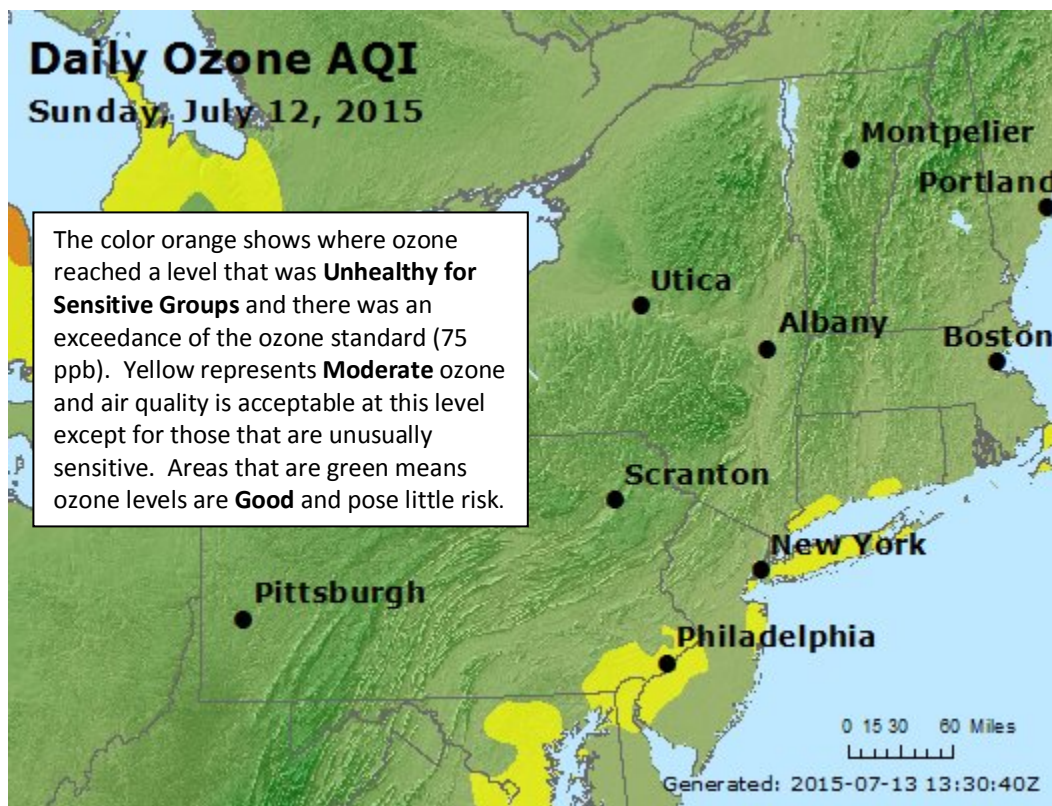 Daily Ozone AQI
Sunday, July 12, 2015
Montpelier
Portland
The color orange shows where ozone
reached a level that was Unhealthy for
Sensitive Groups and there was an
exceedance of the ozone standard (75
ppb). Yellow represents Moderate ozone
and air quality is acceptable at this level
except for those that are unusually
sensitive. Areas that are green means
ozone levels are Good and pose little risk.
Utica
Albany
Boston
Scranton
New York
Pittsburgh
Philadelphia
0 15 30 60 Miles
Generated: 2015-07-13 13:30:40Z